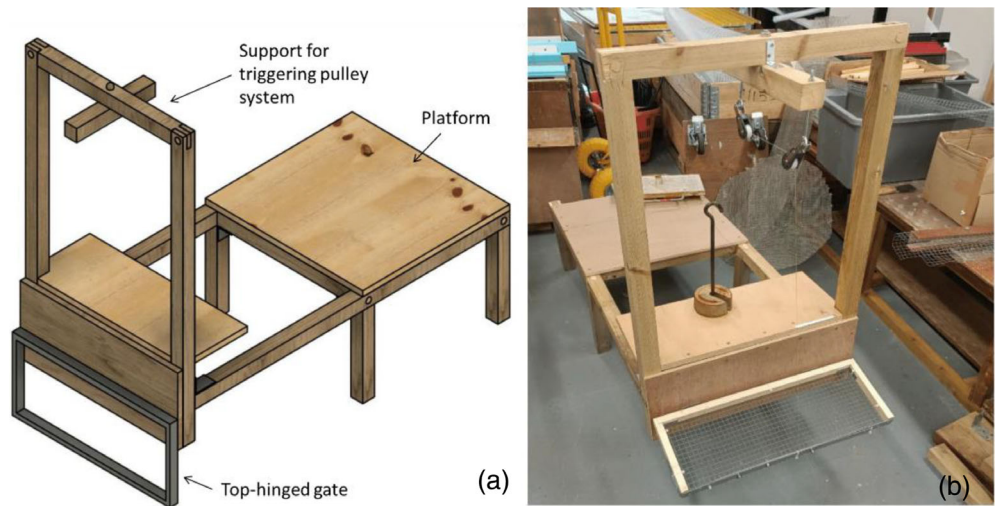 Support for
triggering pulley
system
Platform
Top-hinged gate
(a)
(b)